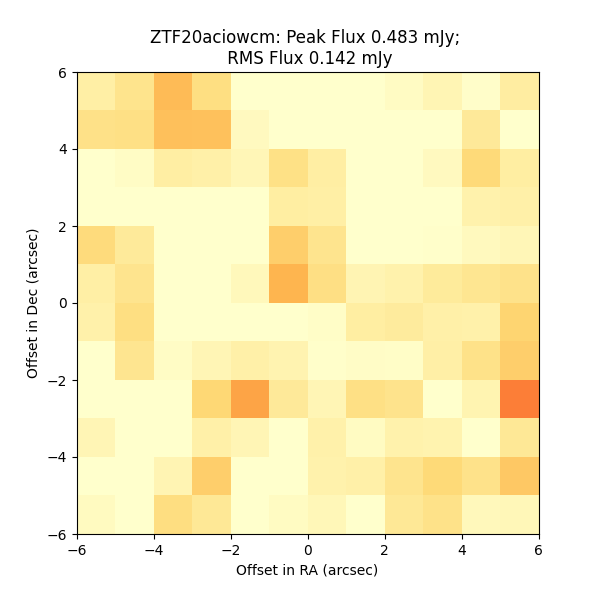 ZTF20aciowcm: Peak Flux 0.483 mJy;
RMS Flux 0.142 mJy
6
4
2
0
−2
−4
−6
Offset in Dec (arcsec)
−6 −4 −2 0 2 4 6
Offset in RA (arcsec)